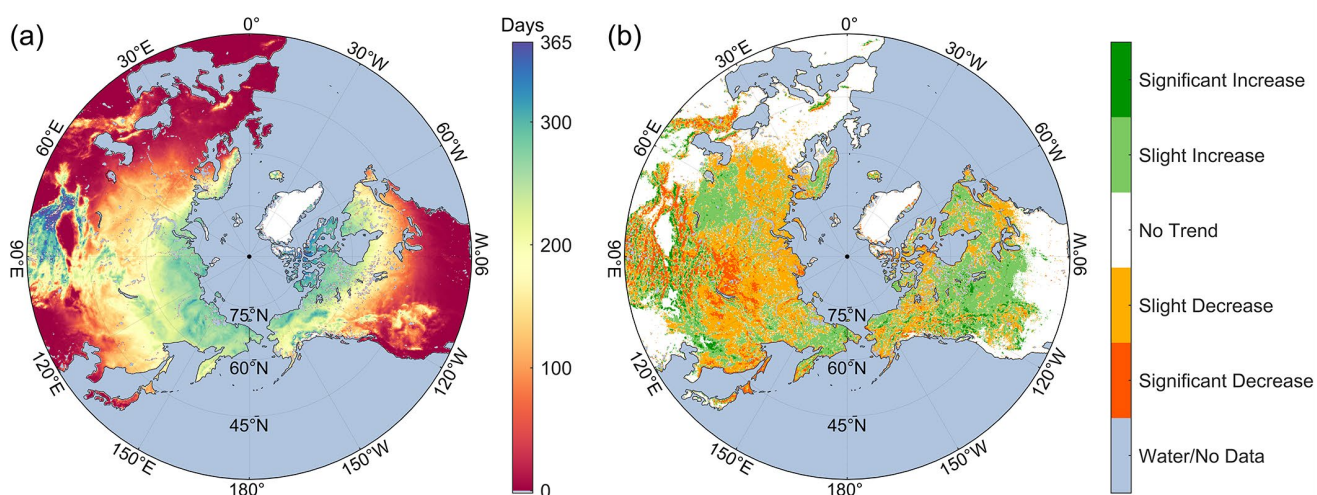 (a)
0°
30°E
30°W
60°E
60°W
90°E
90°W
75°N
60°N
45°N
120°E
120°W
150°E
150°W
180°
Days
365
300
200
100
0
(b)
0°
30°E
30°W
60°E
60°W
90°E
90°W
75°N
60°N
45°N
120°E
120°W
150°E
150°W
180°
Significant Increase
Slight Increase
No Trend
Slight Decrease
Significant Decrease
Water/No Data